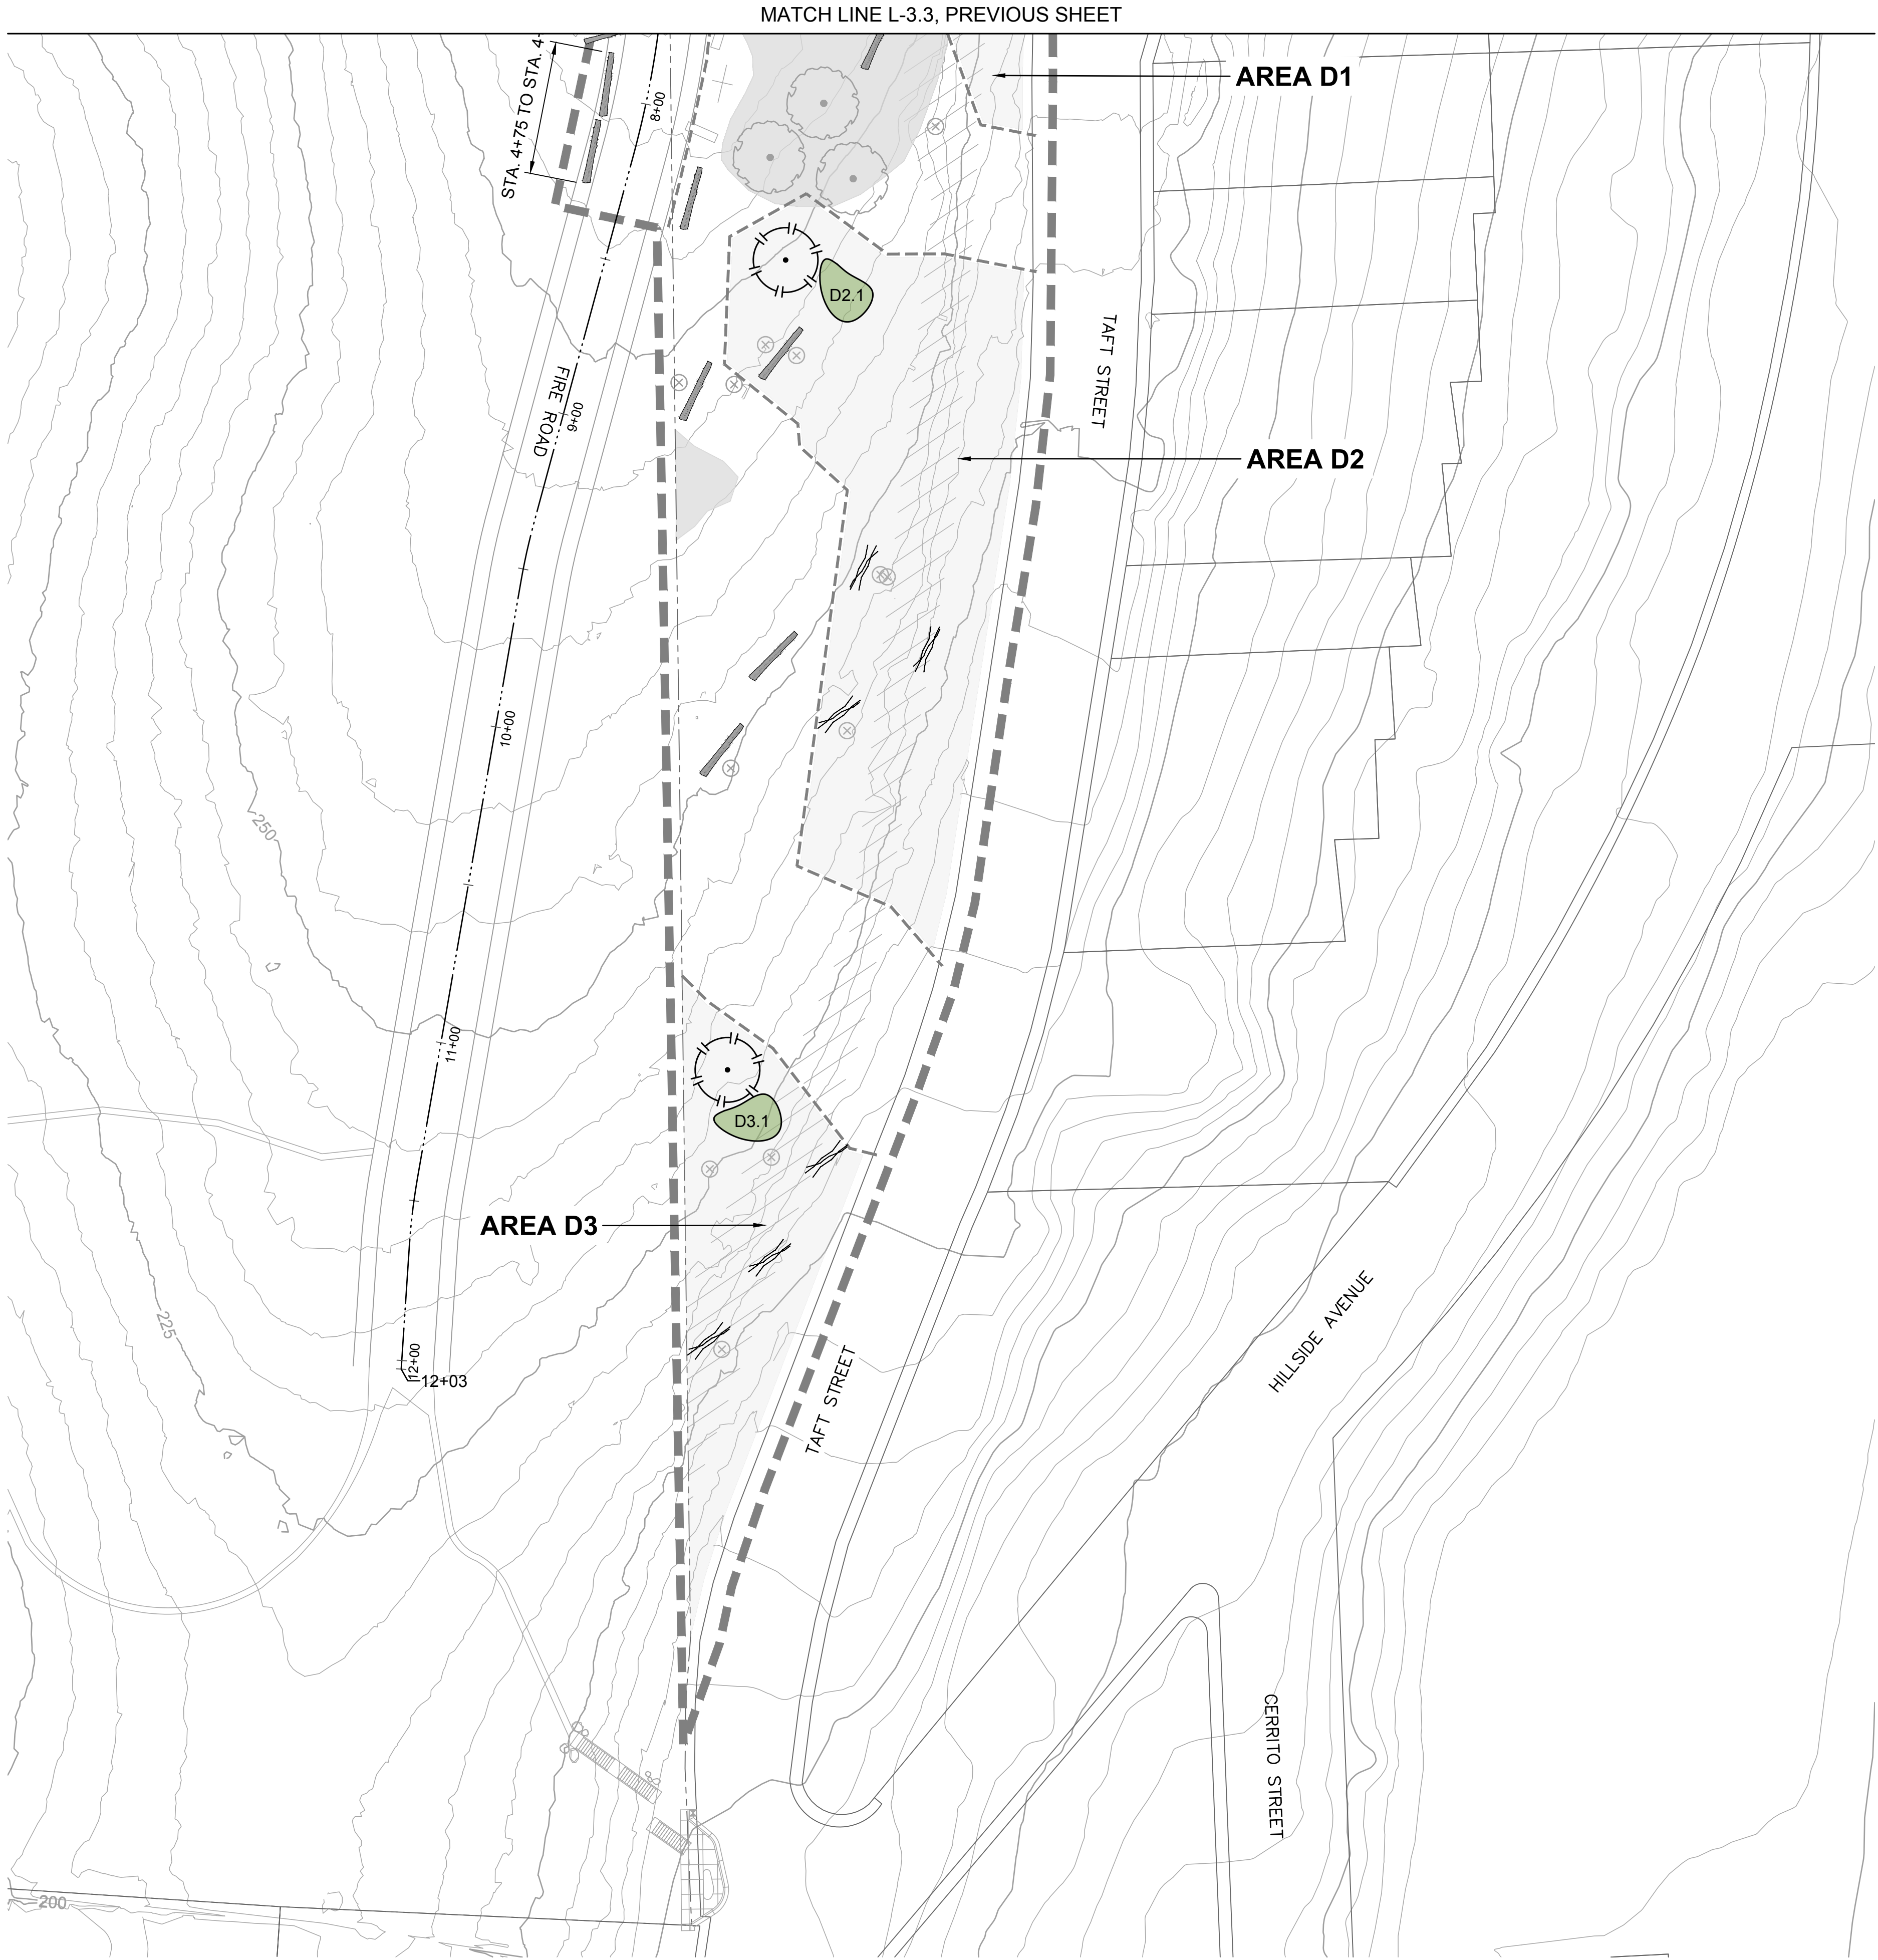 MATCH LINE L-3.3, PREVIOUS SHEET
STA. 4+75 TO STA. 4-
8+00
AREA D1
D2.1
TAFT STREET
FIRE ROAD
9+00
AREA D2
10+00
250
11+00
D3.1
AREA D3
225
12+00
12+03
TAFT STREET
HILLSIDE AVENUE
CERRITO STREET
200